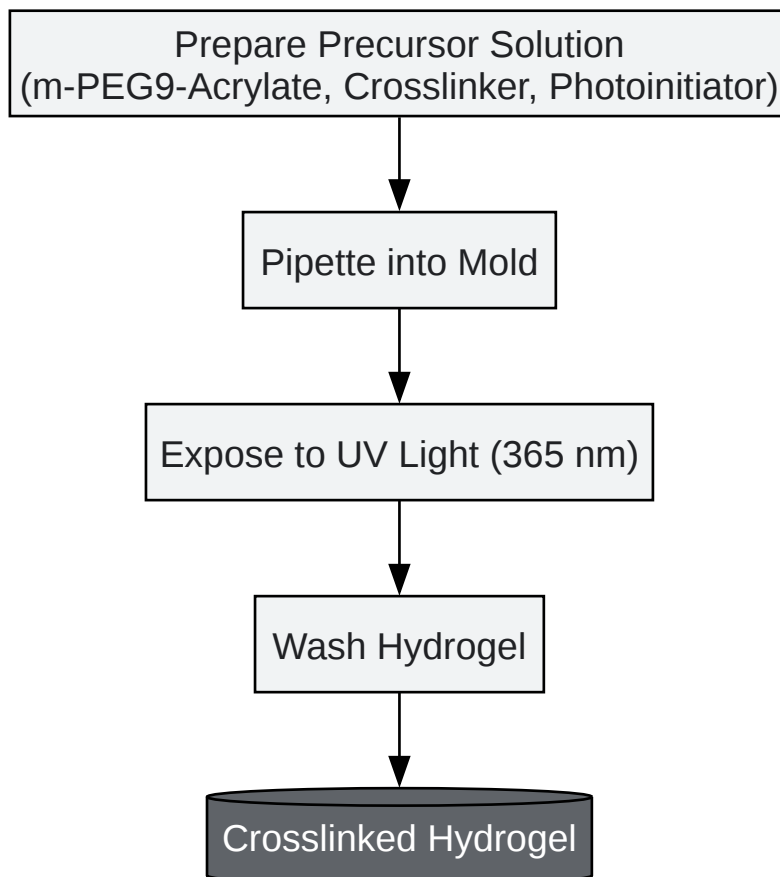 Prepare Precursor Solution
(m-PEG9-Acrylate, Crosslinker, Photoinitiator)
Pipette into Mold
Expose to UV Light (365 nm)
Wash Hydrogel
Crosslinked Hydrogel